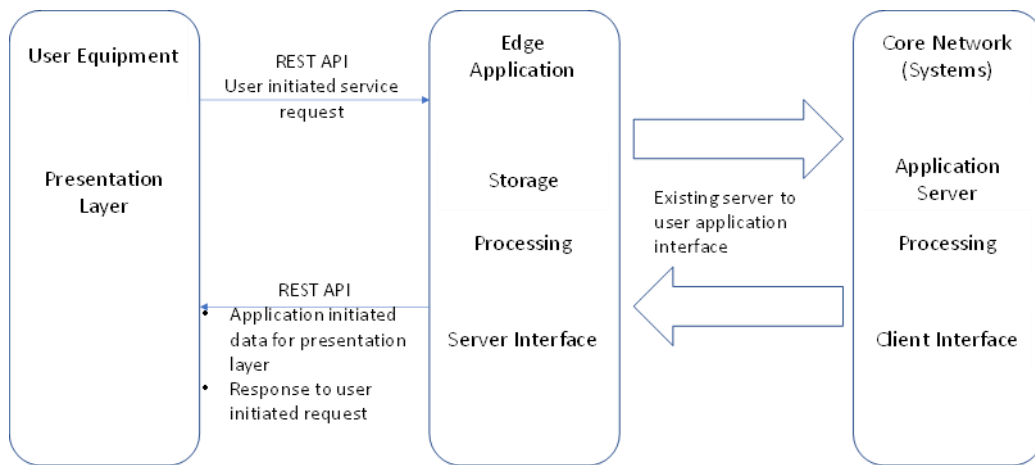 User Equipment
Presentation
Layer
REST API
User initiated service
request
REST API
• Application initiated
data for presentation
layer
• Response to user
initiated request
Edge
Application
Storage
Processing
Server Interface
Existing server to
user application
interface
Core Network
(Systems)
Application
Server
Processing
Client Interface